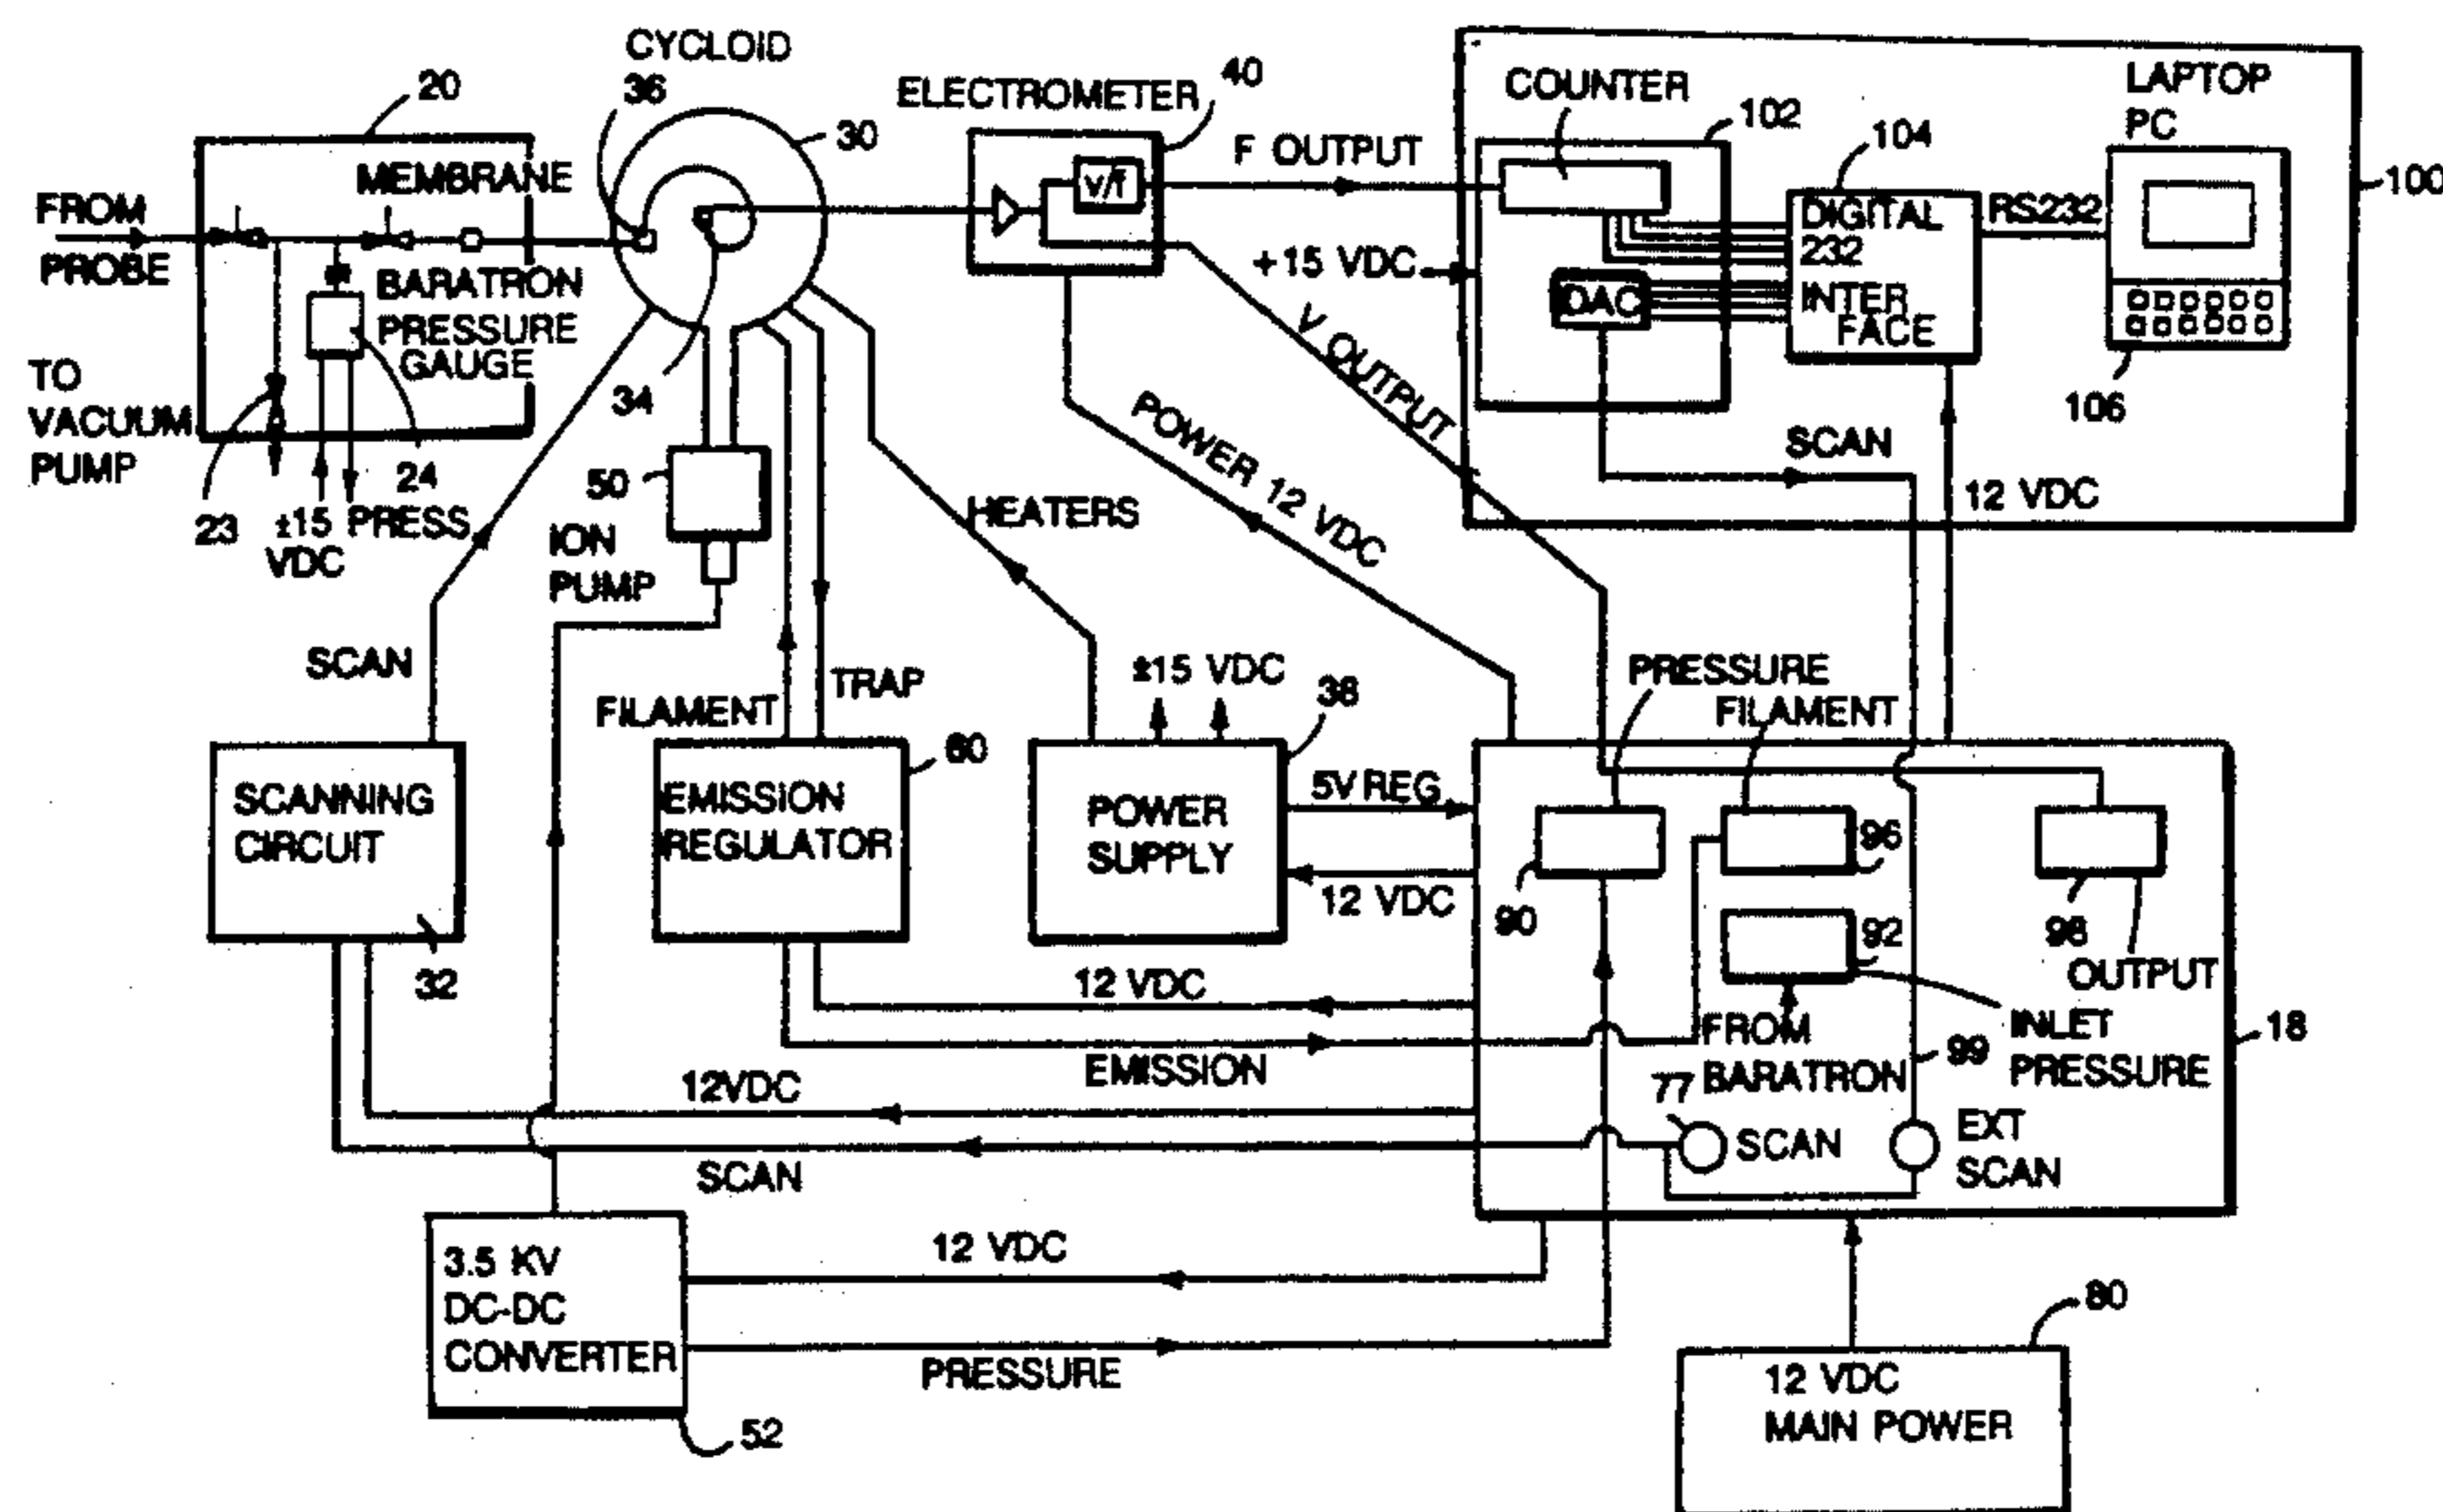 CYCLOID
36
20
30
MEMBRANE
FROM
PROBE
BARATRON
PRESSURE
GAUGE
TO
VACUUM
PUMP
23
±15
VDC
PRESS
24
34
50
ION
PUMP
ELECTROMETER
40
V/F
F OUTPUT
+15 VDC
V OUTPUT
POWER 12 VDC
HEATERS
COUNTER
102
104
LAPTOP
PC
100
DIGITAL
232
INTER
FACE
RS232
DAC
106
SCAN
12 VDC
SCAN
FILAMENT
TRAP
±15 VDC
38
PRESSURE
FILAMENT
SCANNING
CIRCUIT
32
EMISSION
REGULATOR
60
POWER
SUPPLY
5V REG
12 VDC
90
96
92
98
OUTPUT
FROM
BARATRON
INLET
PRESSURE
18
99
77
SCAN
EXT
SCAN
12 VDC
EMISSION
12VDC
SCAN
3.5 KV
DC-DC
CONVERTER
52
12 VDC
PRESSURE
80
12 VDC
MAIN POWER